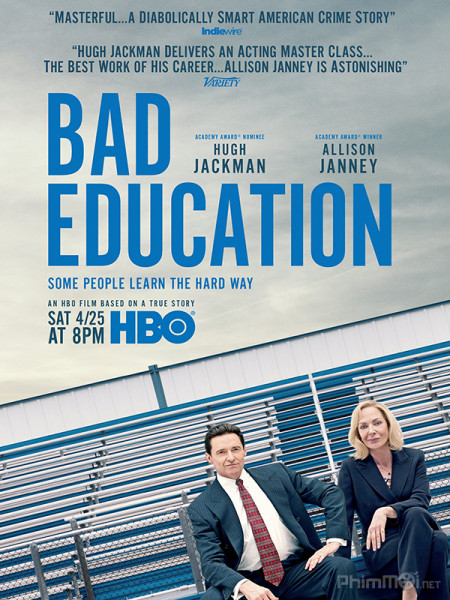 “MASTERFUL...A DIABOLICALLY SMART AMERICAN CRIME STORY”
IndieWire
“HUGH JACKMAN DELIVERS AN ACTING MASTER CLASS...
THE BEST WORK OF HIS CAREER...ALLISON JANNEY IS ASTONISHING”
VARIETY
BAD
EDUCATION
ACADEMY AWARD® NOMINEE
HUGH
JACKMAN
ACADEMY AWARD® WINNER
ALLISON
JANNEY
SOME PEOPLE LEARN THE HARD WAY
AN HBO FILM BASED ON A TRUE STORY
SAT 4/25
AT 8PM
HBO®
PHIMMOI.NET